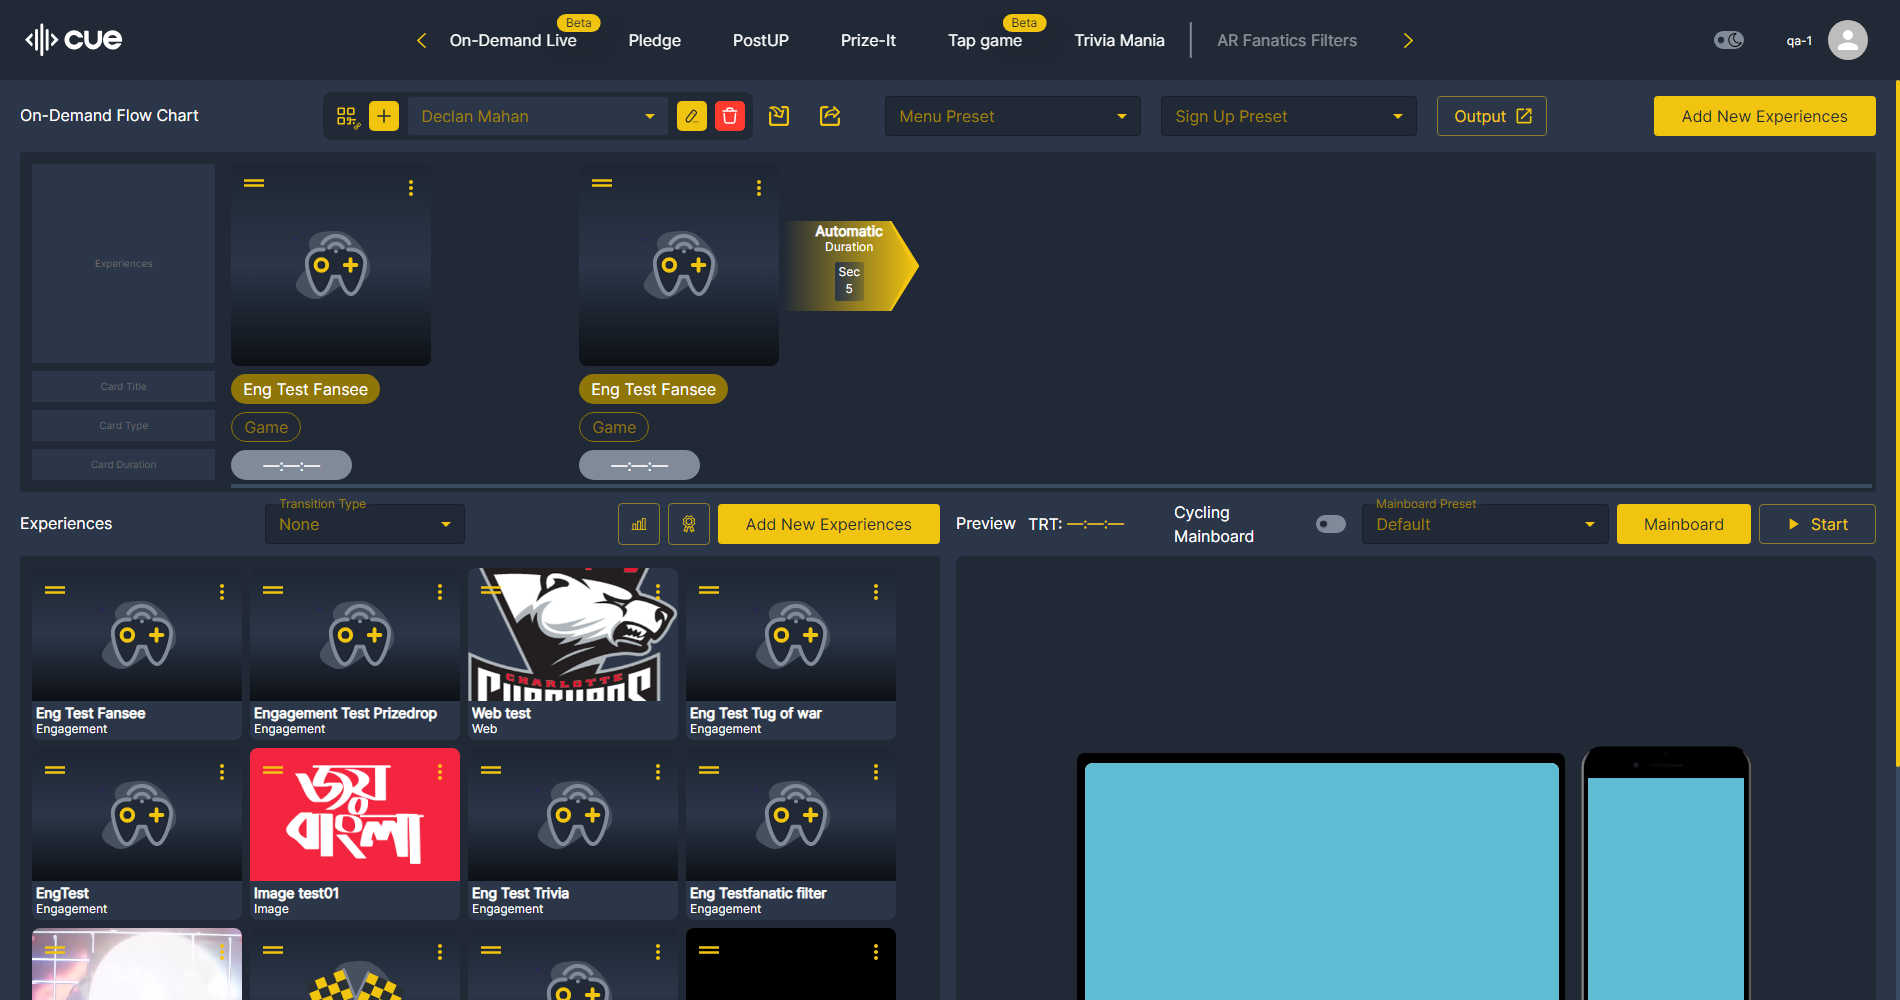 cue
On-Demand Live
Beta
Pledge
PostUP
Prize-It
Tap game
Beta
Trivia Mania
AR Fanatics Filters
qa-1
On-Demand Flow Chart
Declan Mahan
Menu Preset
Sign Up Preset
Output
Add New Experiences
Experiences
Automatic
Duration
Sec
5
Card Title
Eng Test Fansee
Eng Test Fansee
Card Type
Game
Game
Card Duration
—:—:—
—:—:—
Experiences
Transition Type
None
Add New Experiences
Preview
TRT: —:—:—
Cycling
Mainboard
Mainboard Preset
Default
Mainboard
Start
CHARLOTTE
Eng Test Fansee
Engagement
Engagement Test Prizedrop
Engagement
Web test
Web
Eng Test Tug of war
Engagement
জয়
বাংলা
EngTest
Engagement
Image test01
Image
Eng Test Trivia
Engagement
Eng Testfanatic filter
Engagement